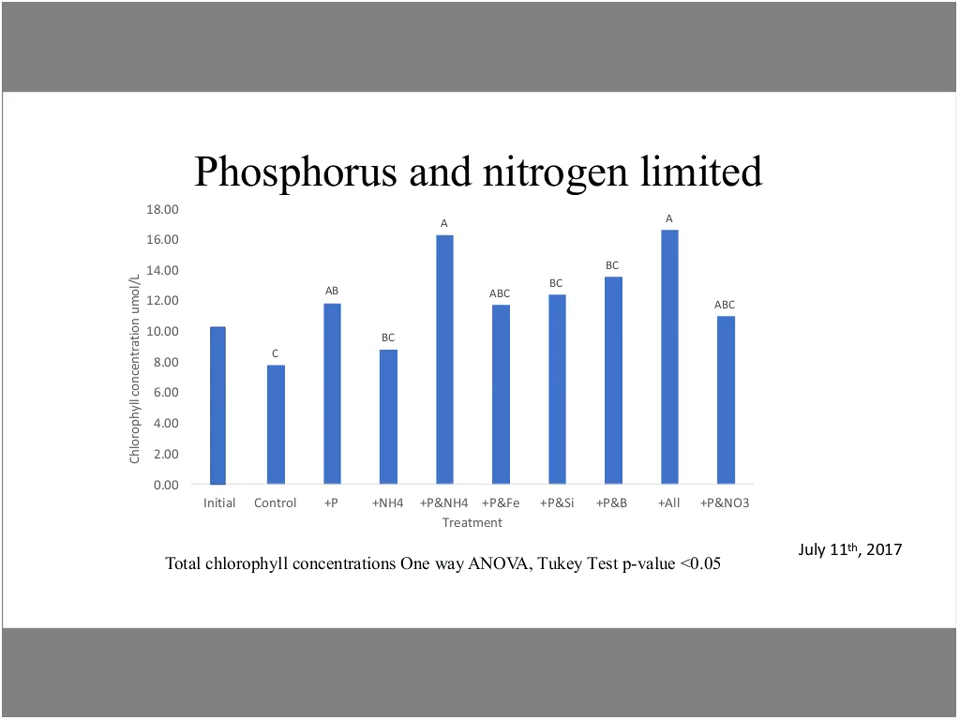 Phosphorus and nitrogen limited
18.00
16.00
14.00
12.00
10.00
8.00
6.00
4.00
2.00
0.00
Chlorophyll concentration umol/L
C
AB
BC
A
ABC
BC
BC
A
ABC
Initial Control +P +NH4 +P&NH4 +P&Fe +P&Si +P&B +All +P&NO3
Treatment
July 11th, 2017
Total chlorophyll concentrations One way ANOVA, Tukey Test p-value <0.05